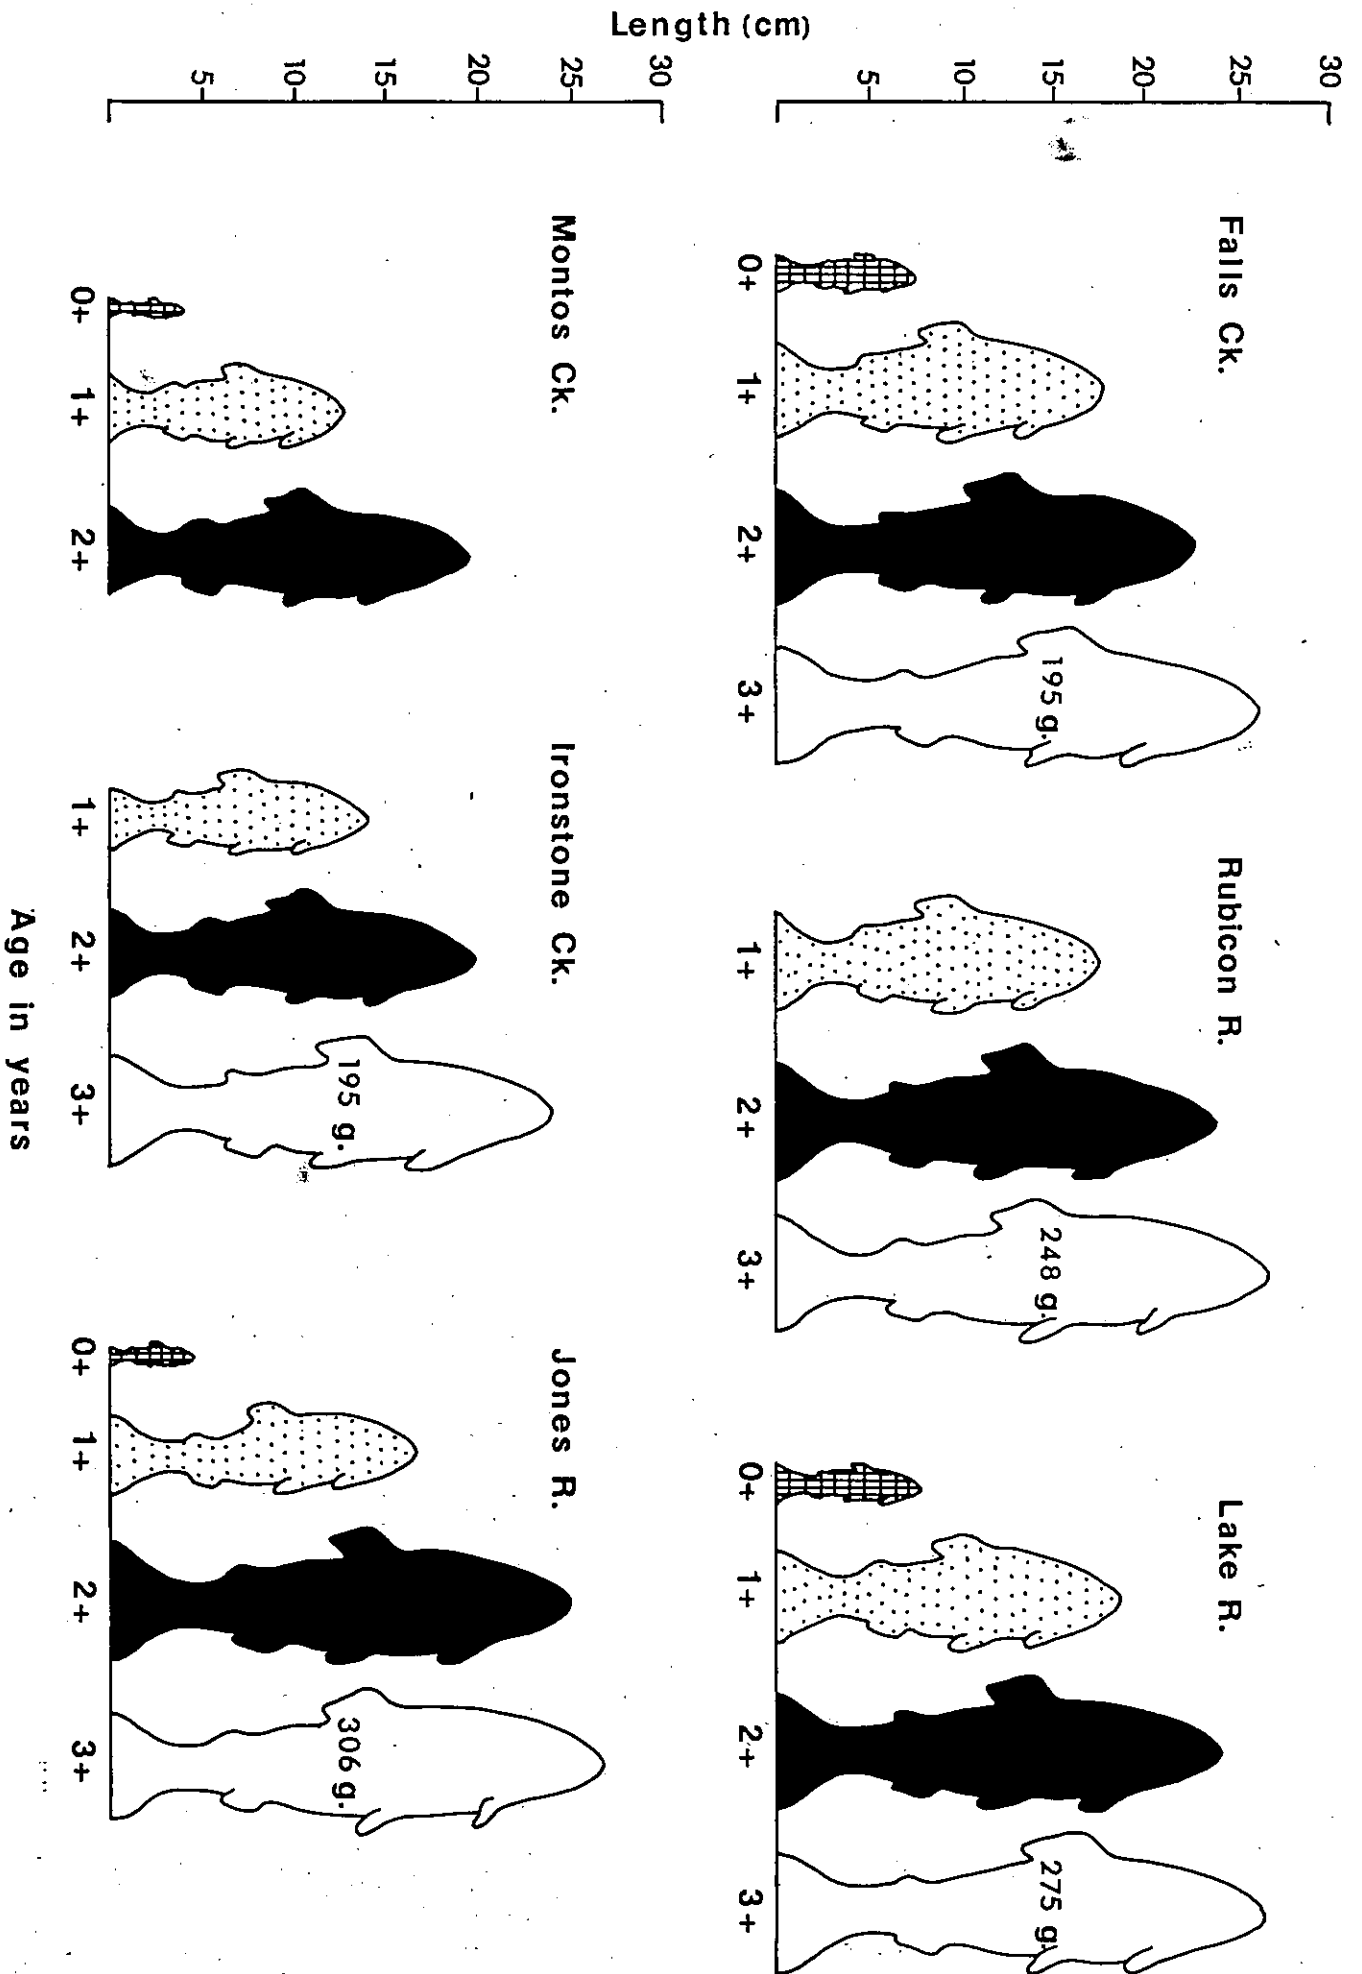 Length (cm)
30
25
20
15
10
5
Falls Ck.
195 g.
0+ 1+ 2+ 3+
Rubicon R.
248 g.
1+ 2+ 3+
Lake R.
275 g.
0+ 1+ 2+ 3+
30
25
20
15
10
5
Montos Ck.
0+ 1+ 2+
Ironstone Ck.
195 g.
1+ 2+ 3+
Jones R.
306 g.
0+ 1+ 2+ 3+
Age in years